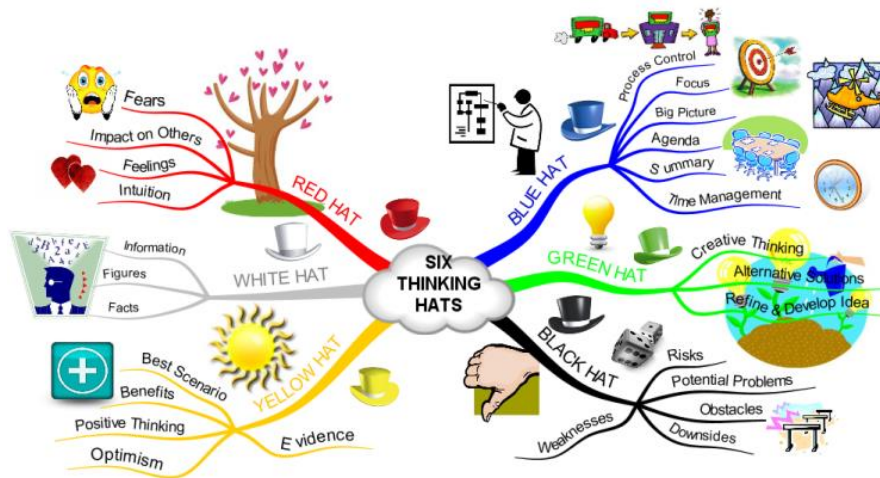 SIX
THINKING
HATS
BLUE HAT
Process Control
Focus
Big Picture
Agenda
Summary
Time Management
GREEN HAT
Creative Thinking
Alternative Solutions
Refine & Develop Idea
BLACK HAT
Risks
Potential Problems
Obstacles
Downsides
Weaknesses
YELLOW HAT
Best Scenario
Benefits
Positive Thinking
Optimism
Evidence
WHITE HAT
Information
Figures
Facts
RED HAT
Fears
Impact on Others
Feelings
Intuition